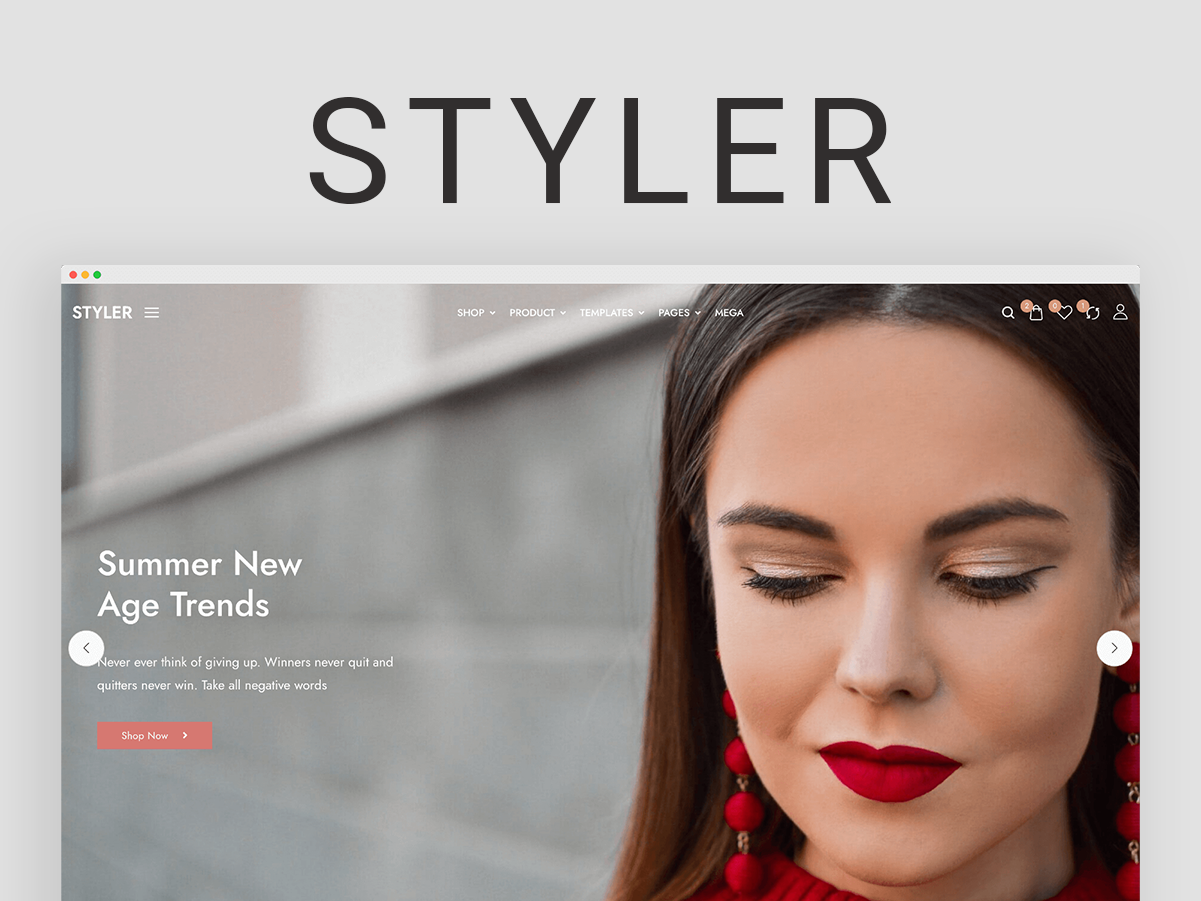 STYLER
STYLER
SHOP PRODUCT TEMPLATES PAGES MEGA
2 0 1
Summer New
Age Trends
Never ever think of giving up. Winners never quit and
quitters never win. Take all negative words
Shop Now